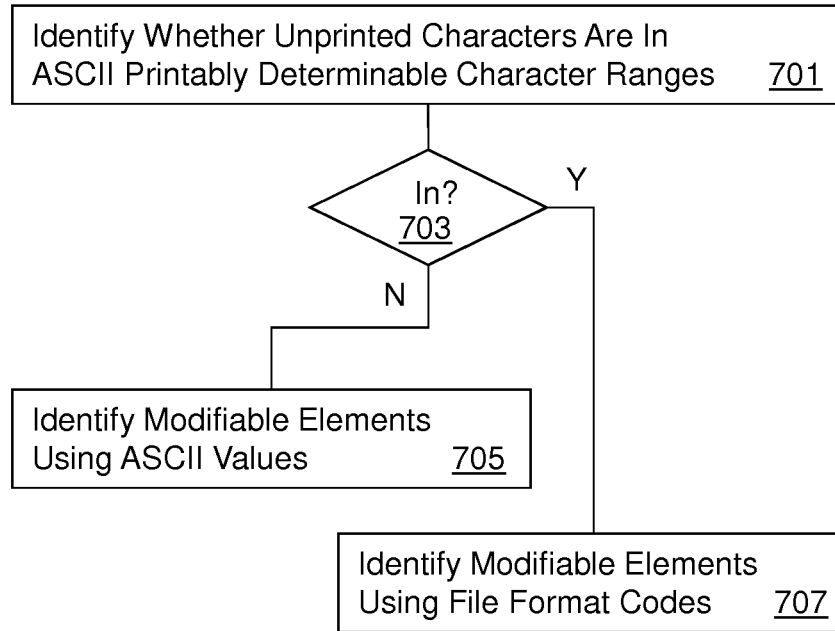 Identify Whether Unprinted Characters Are In
ASCII Printably Determinable Character Ranges 701
In?
703
Y
N
Identify Modifiable Elements
Using ASCII Values 705
Identify Modifiable Elements
Using File Format Codes 707